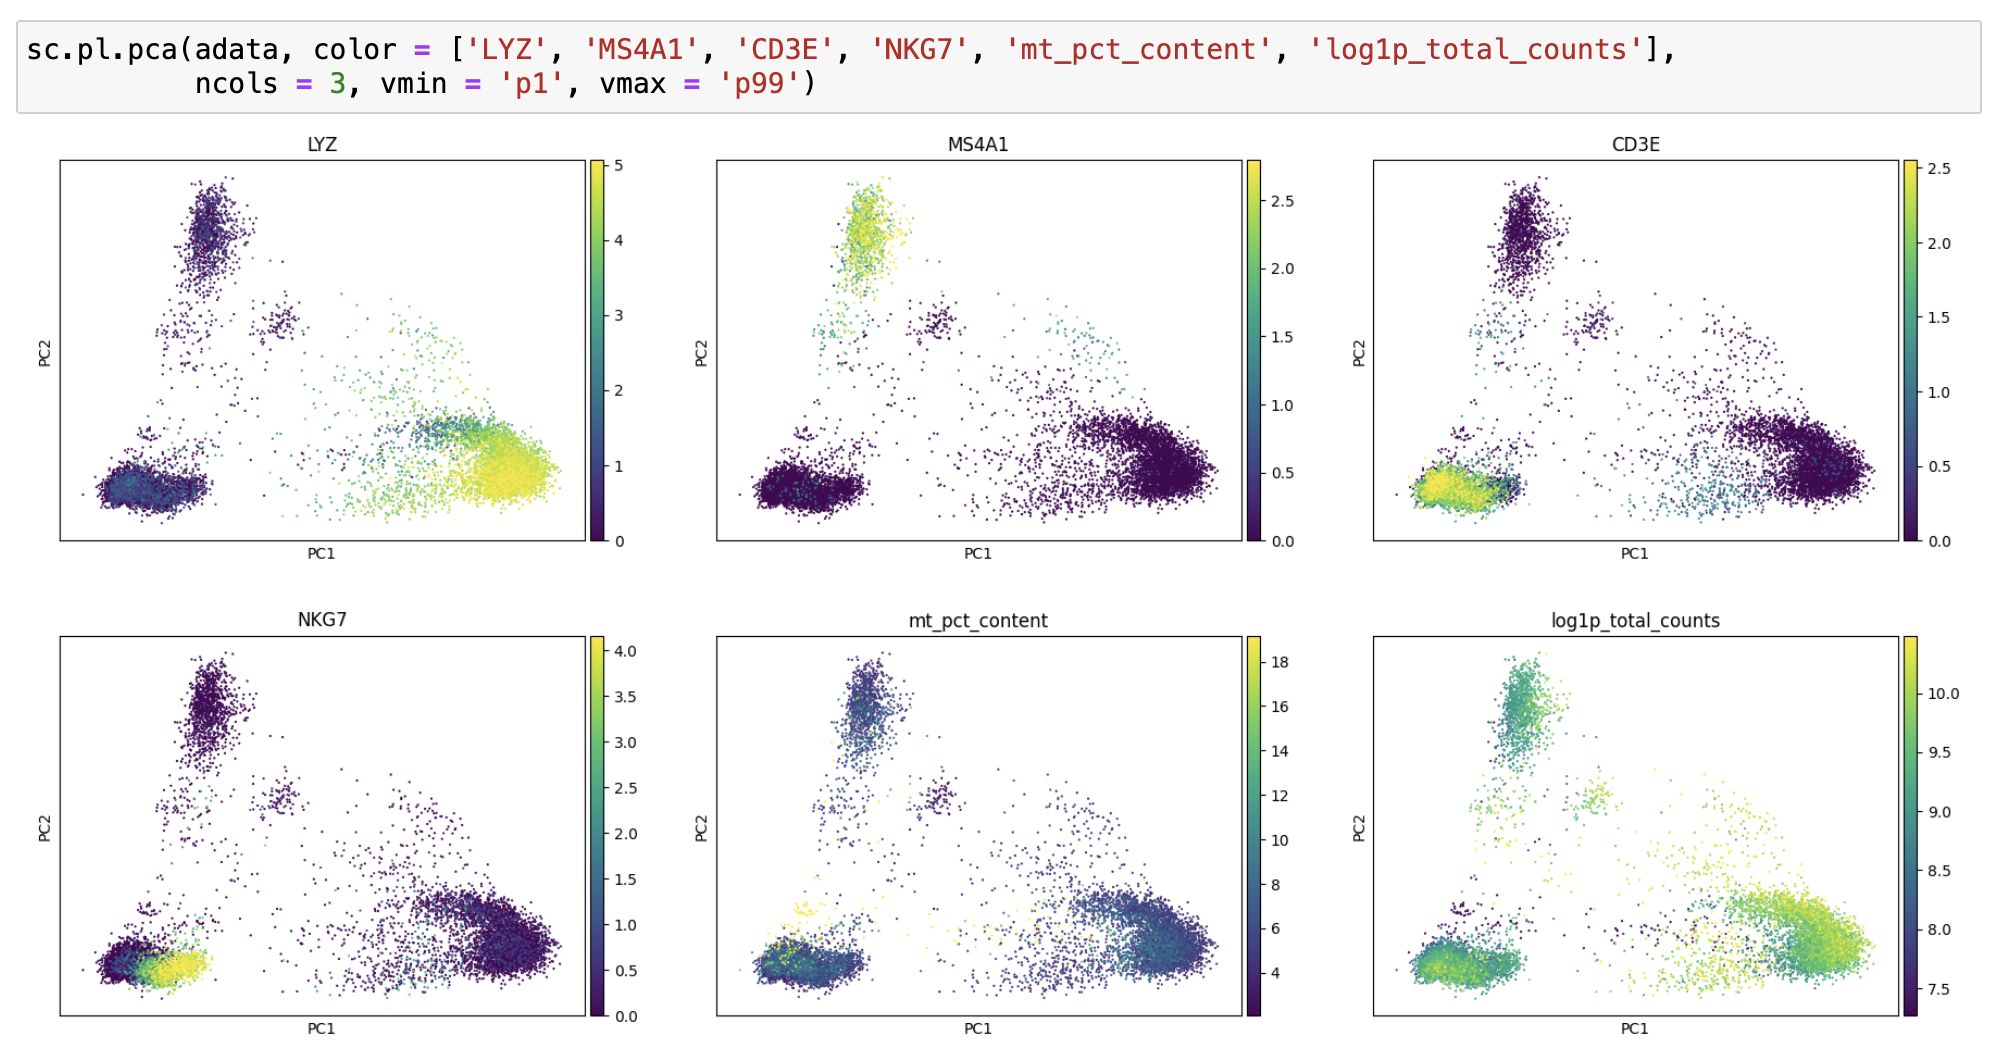 sc.pl.pca(adata, color = ['LYZ', 'MS4A1', 'CD3E', 'NKG7', 'mt_pct_content', 'log1p_total_counts'],
ncols = 3, vmin = 'p1', vmax = 'p99')
LYZ
PC2
PC1
5
4
3
2
1
0
MS4A1
PC2
PC1
2.5
2.0
1.5
1.0
0.5
0.0
CD3E
PC2
PC1
2.5
2.0
1.5
1.0
0.5
0.0
NKG7
PC2
PC1
4.0
3.5
3.0
2.5
2.0
1.5
1.0
0.5
0.0
mt_pct_content
PC2
PC1
18
16
14
12
10
8
6
4
log1p_total_counts
PC2
PC1
10.0
9.5
9.0
8.5
8.0
7.5